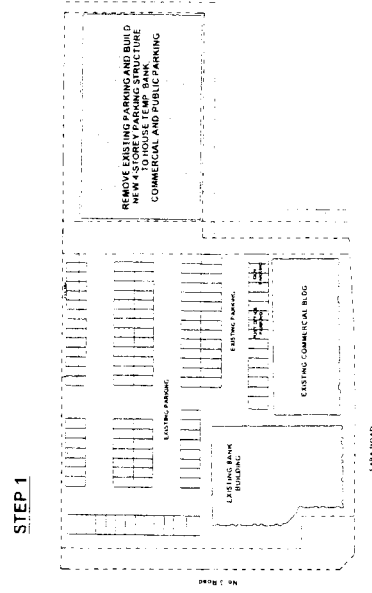 STEP 1
REMOVE EXISTING PARKING AND BUILD
NEW 4-STOREY PARKING STRUCTURE
TO HOUSE TEMP BANK,
COMMERCIAL AND PUBLIC PARKING
EXISTING PARKING
EXISTING PARKING
EXISTING BANK
BUILDING
EXISTING COMMERCIAL BLDG
No 3 Road